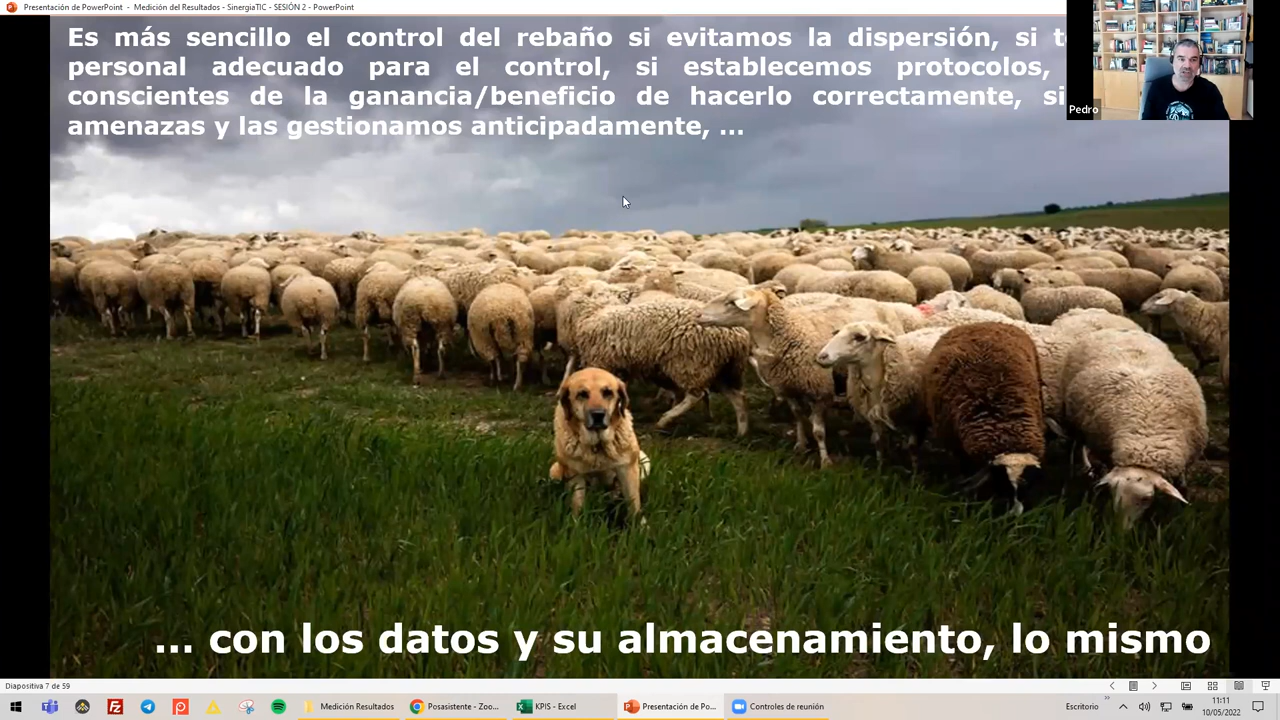 Presentación de PowerPoint - Medición del Resultados - SinergiaTIC - SESIÓN 2 - PowerPoint
Es más sencillo el control del rebaño si evitamos la dispersión, si
personal adecuado para el control, si establecemos protocolos,
conscientes de la ganancia/beneficio de hacerlo correctamente,
amenazas y las gestionamos anticipadamente, ...
Pedro
... con los datos y su almacenamiento, lo mismo
Diapositiva 7 de 59
Medición Resultados
Posasistente - Zoo...
KPIS - Excel
Presentación de Po...
Controles de reunión
Escritorio
11:11
10/05/2022